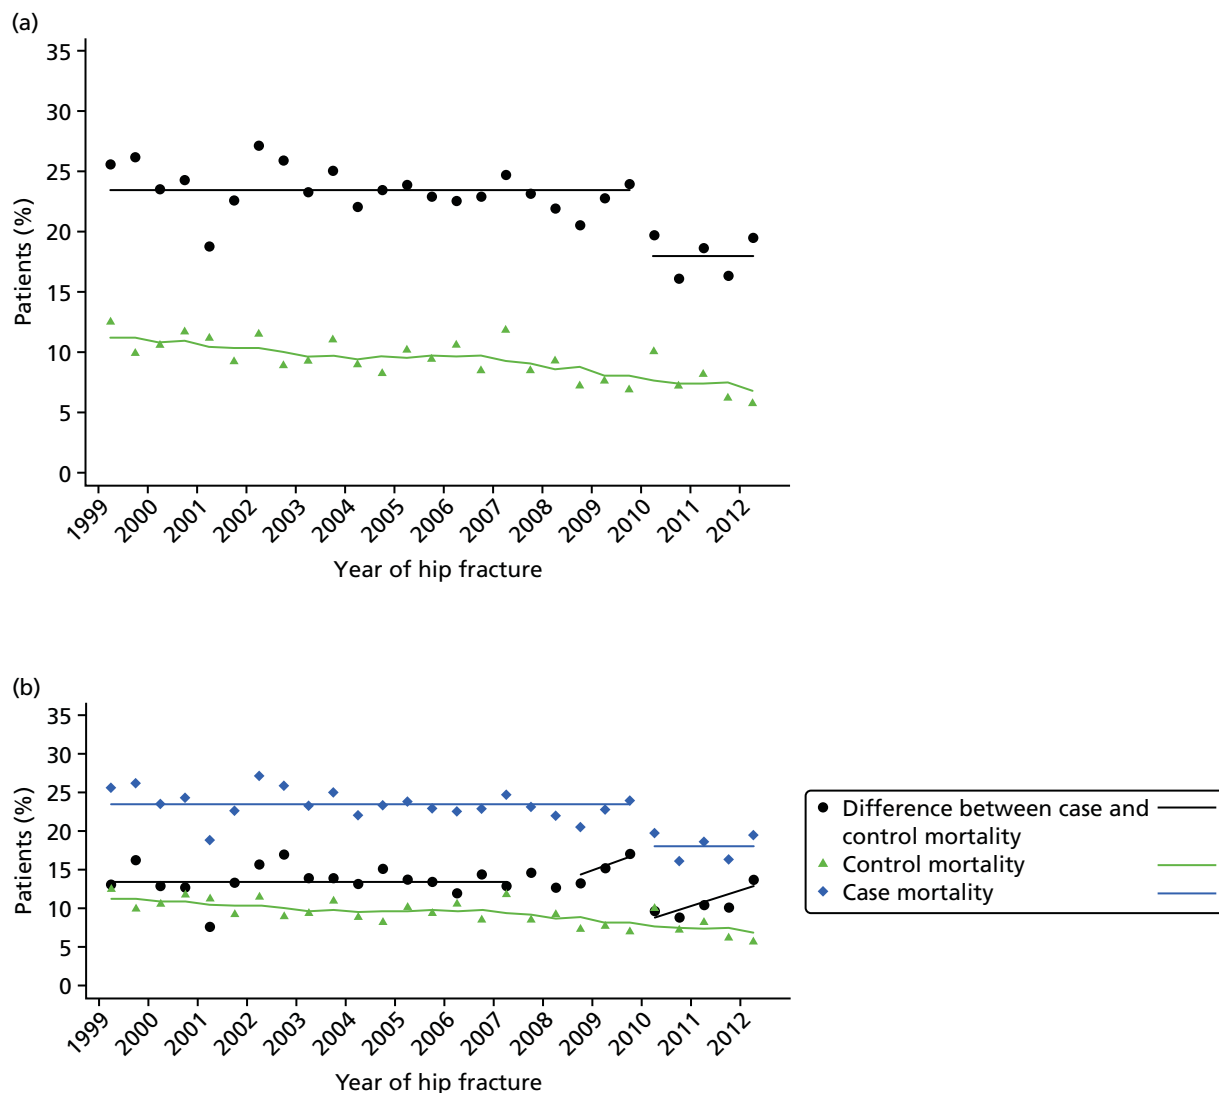 (a)
35
30
25
20
15
10
5
0
Patients (%)
1999 2000 2001 2002 2003 2004 2005 2006 2007 2008 2009 2010 2011 2012
Year of hip fracture
(b)
35
30
25
20
15
10
5
0
Patients (%)
1999 2000 2001 2002 2003 2004 2005 2006 2007 2008 2009 2010 2011 2012
Year of hip fracture
Difference between case and
control mortality
Control mortality
Case mortality